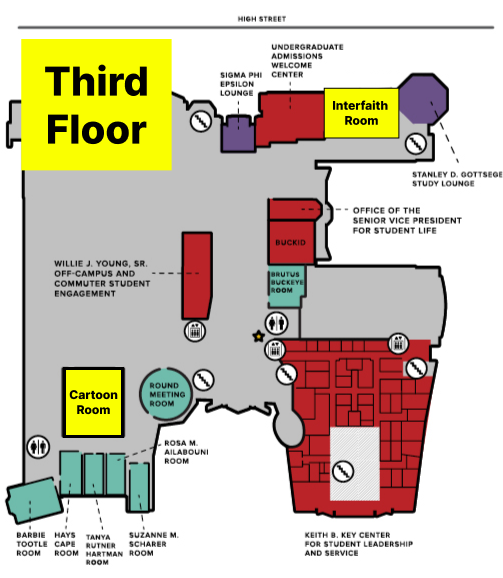 HIGH STREET
Third
Floor
SIGMA PHI
EPSILON
LOUNGE
UNDERGRADUATE
ADMISSIONS
WELCOME
CENTER
Interfaith
Room
STANLEY D. GOTTSEGE
STUDY LOUNGE
OFFICE OF THE
SENIOR VICE PRESIDENT
FOR STUDENT LIFE
BUCKID
WILLIE J. YOUNG, SR.
OFF-CAMPUS AND
COMMUTER STUDENT
ENGAGEMENT
BRUTUS
BUCKEYE
ROOM
Cartoon
Room
ROUND
MEETING
ROOM
ROSA M.
AILABOUNI
ROOM
BARBIE
TOOTLE
ROOM
HAYS
CAPE
ROOM
TANYA
RUTNER
HARTMAN
ROOM
SUZANNE M.
SCHARER
ROOM
KEITH B. KEY CENTER
FOR STUDENT LEADERSHIP
AND SERVICE